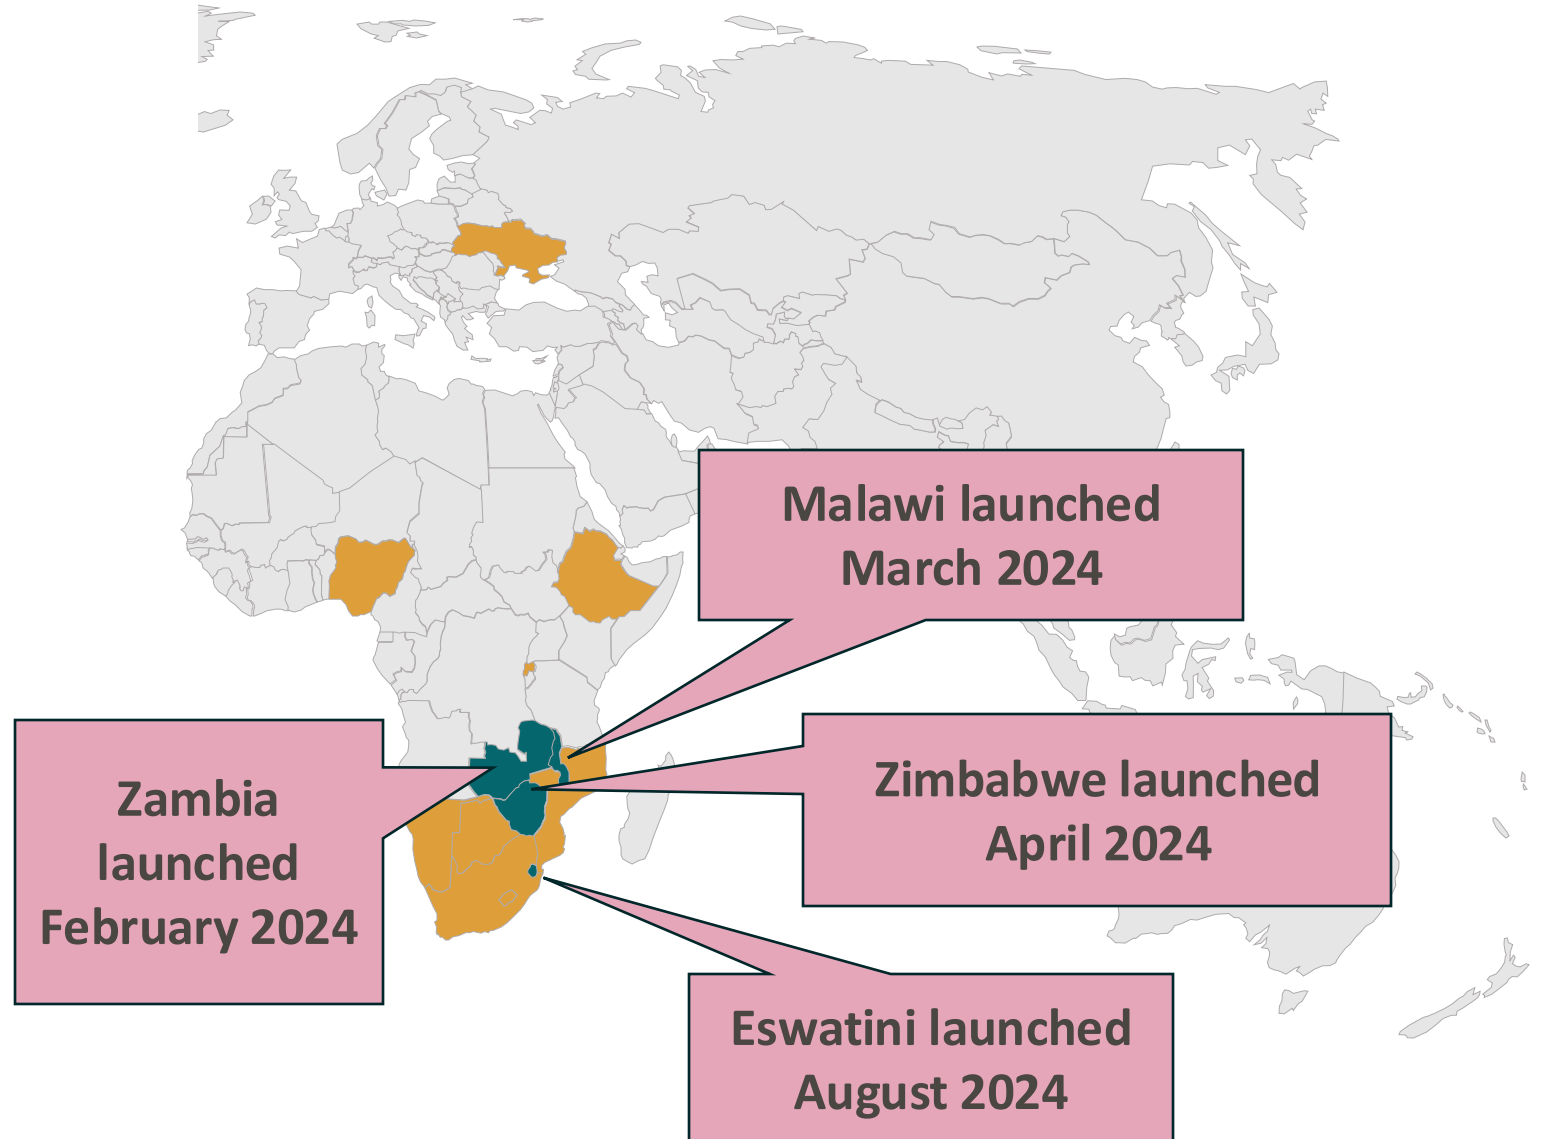 Malawi launched
March 2024
Zimbabwe launched
April 2024
Zambia
launched
February 2024
Eswatini launched
August 2024